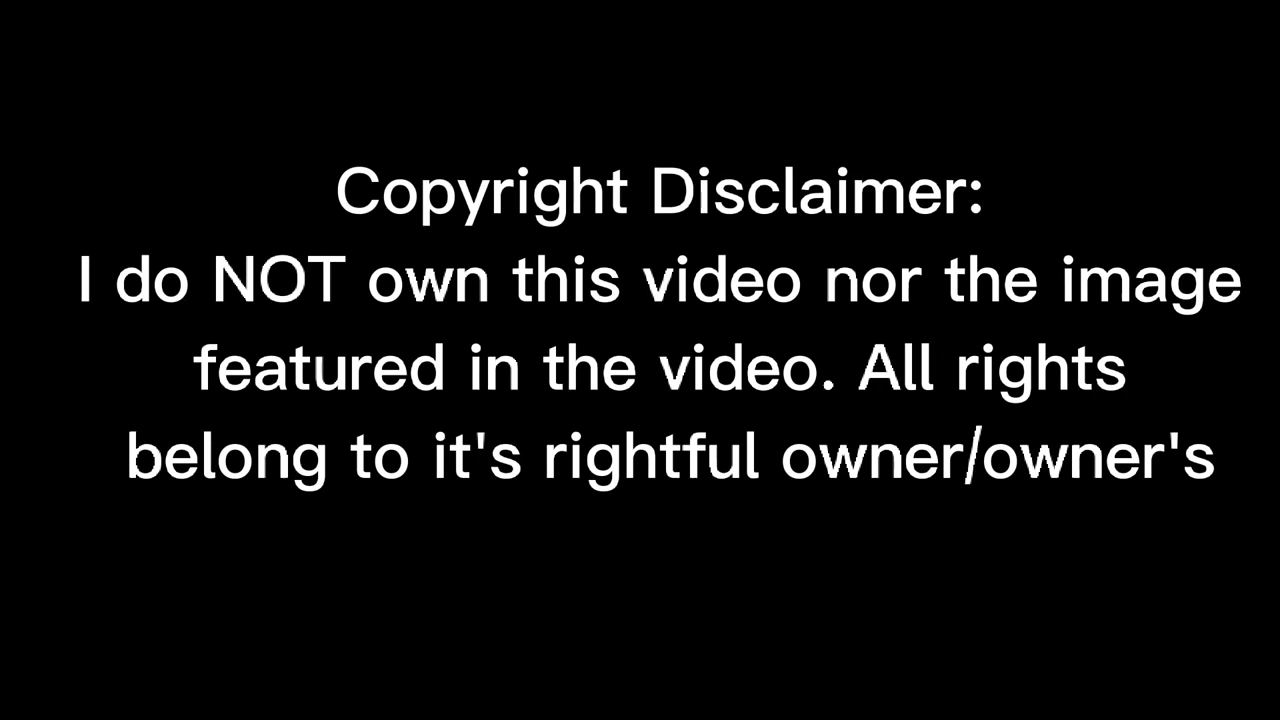 Copyright Disclaimer:
I do NOT own this video nor the image
featured in the video. All rights
belong to it's rightful owner/owner's